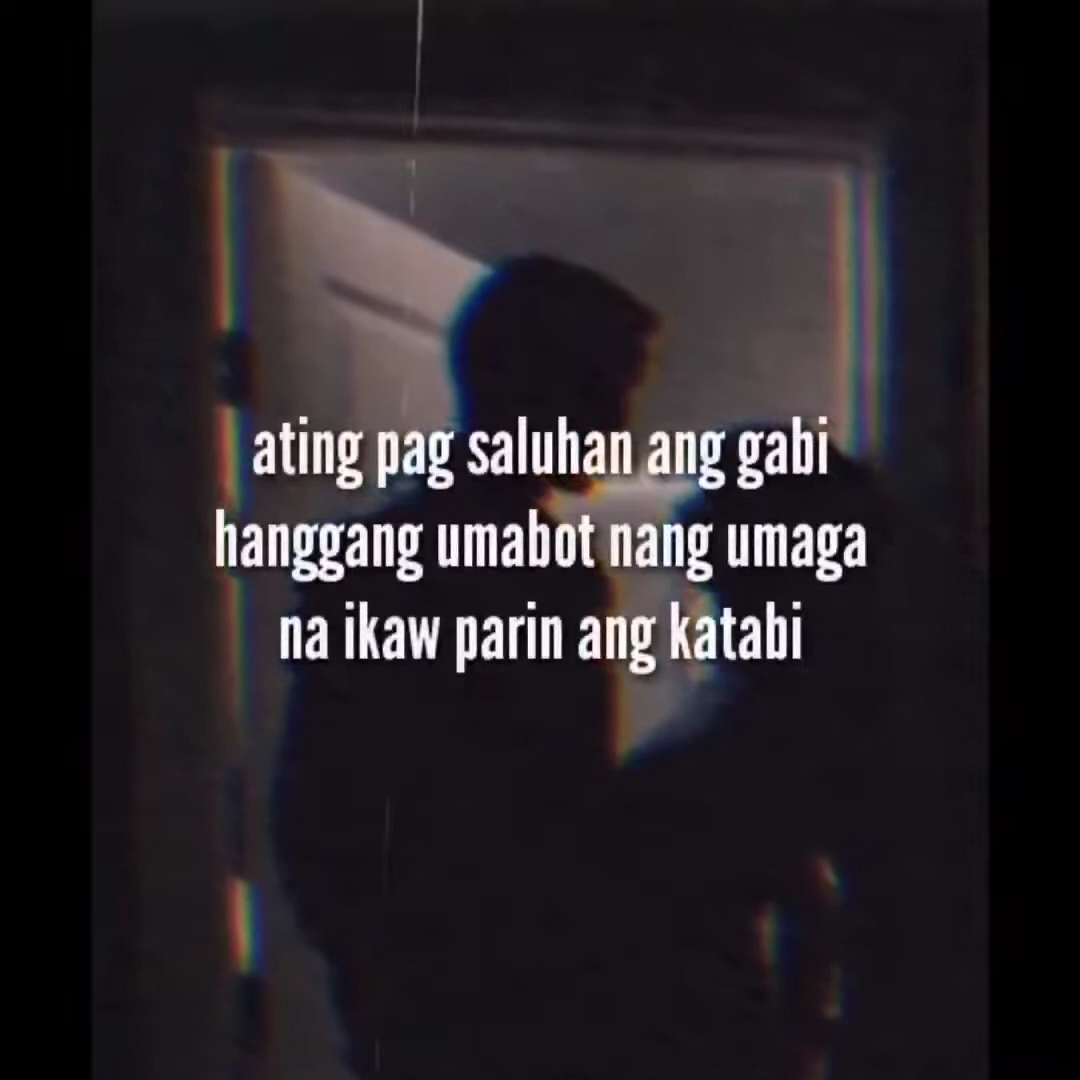 ating pag saluhan ang gabi
hanggang umabot nang umaga
na ikaw parin ang katabi